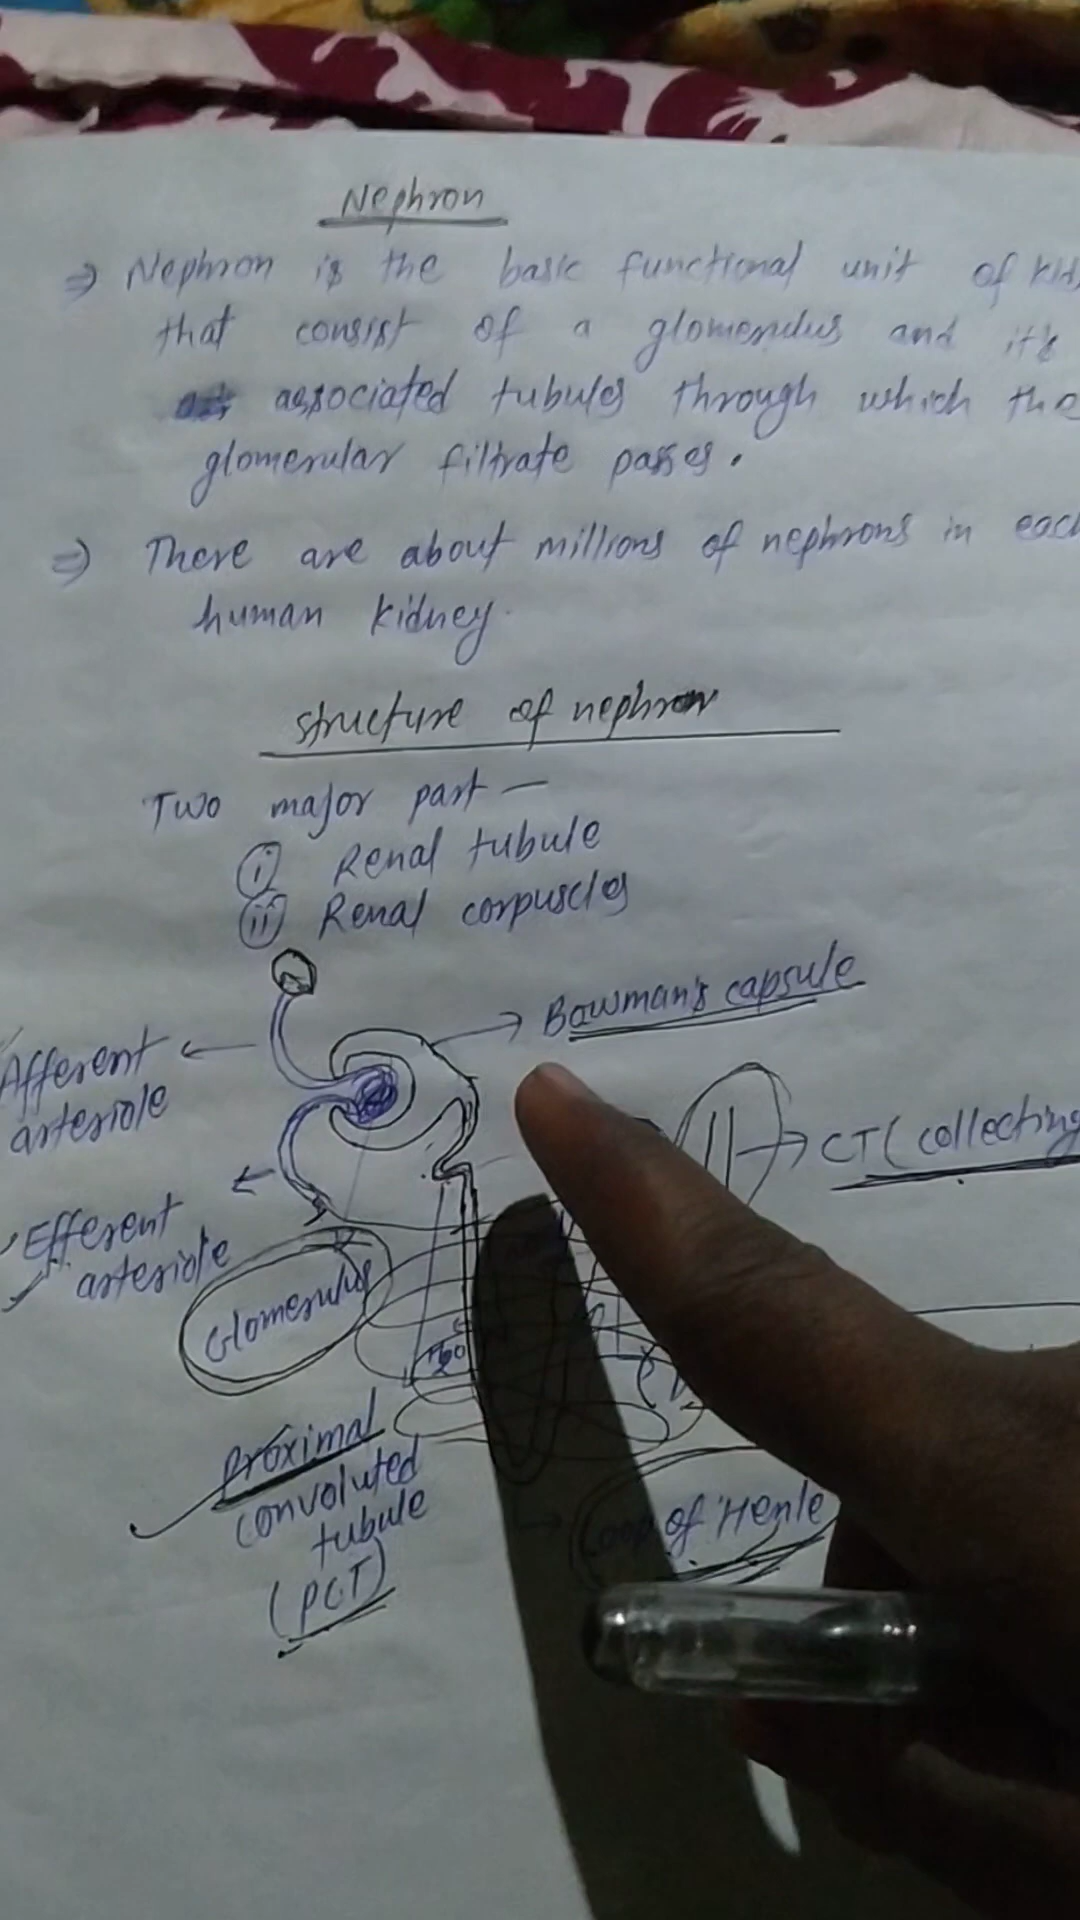 Nephron
⇒ Nephron is the basic functional unit of
that consist of a glomerulus and it's
associated tubules through which the
glomerular filtrate passes.
⇒ There are about millions of nephrons in each
human kidney.
structure of nephron
Two major part —
(i) Renal tubule
(ii) Renal corpuscles
Bowman's capsule
Afferent
arteriole
CT (collecting
Efferent
arteriole
Glomerulus
Proximal
convoluted
tubule
(PCT)
Loop of Henle